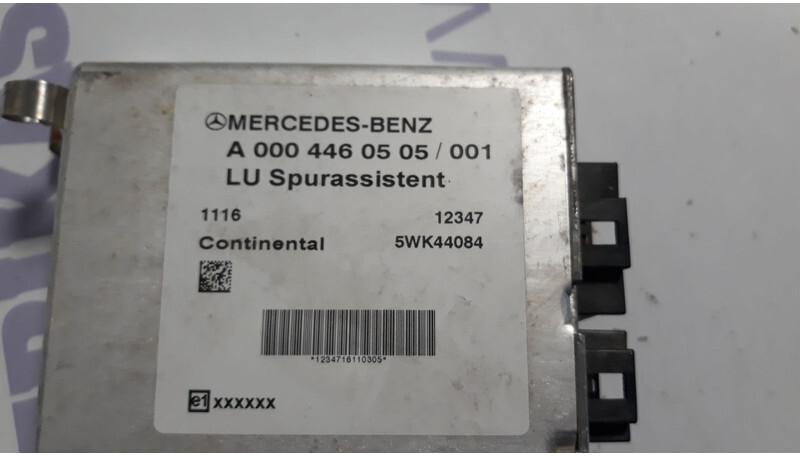 MERCEDES-BENZ
A 000 446 05 05 / 001
LU Spurassistent
1116 12347
Continental 5WK44084
*1234716110305*
e1 xxxxxx